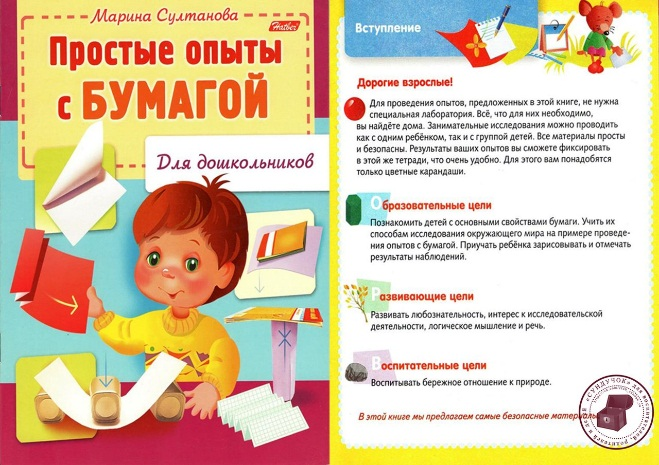 Марина Султанова
Hatber
Простые опыты
с БУМАГОЙ
Для дошкольников
Вступление
Дорогие взрослые!
Для проведения опытов, предложенных в этой книге, не нужна
специальная лаборатория. Всё, что для них необходимо,
вы найдёте дома. Занимательные исследования можно проводить
как с одним ребёнком, так и с группой детей. Все материалы просты
и безопасны. Результаты ваших опытов вы сможете фиксировать
в этой же тетради, что очень удобно. Для этого вам понадобятся
только цветные карандаши.
Образовательные цели
Познакомить детей с основными свойствами бумаги. Учить их
способам исследования окружающего мира на примере проведе-
ния опытов с бумагой. Приучать ребёнка зарисовывать и отмечать
результаты наблюдений.
Развивающие цели
Развивать любознательность, интерес к исследовательской
деятельности, логическое мышление и речь.
Воспитательные цели
Воспитывать бережное отношение к природе.
В этой книге мы предлагаем самые безопасные материалы
«СУНДУЧОК» для воспитателей, родителей и детей